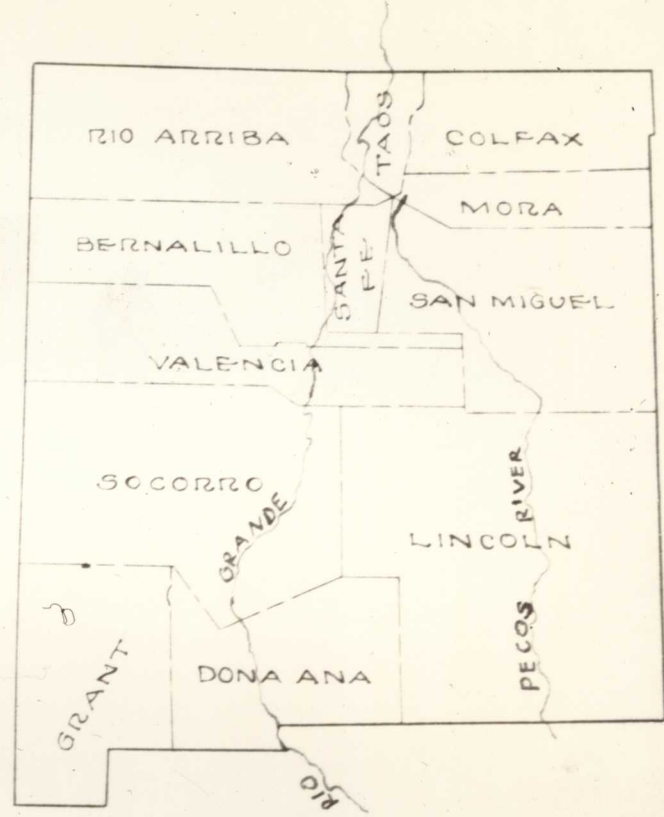 RIO ARRIBA
TAOS
COLFAX
MORA
BERNALILLO
SANTA
FE
SAN MIGUEL
VALENCIA
SOCORRO
RIO GRANDE
PECOS RIVER
LINCOLN
GRANT
DONA ANA